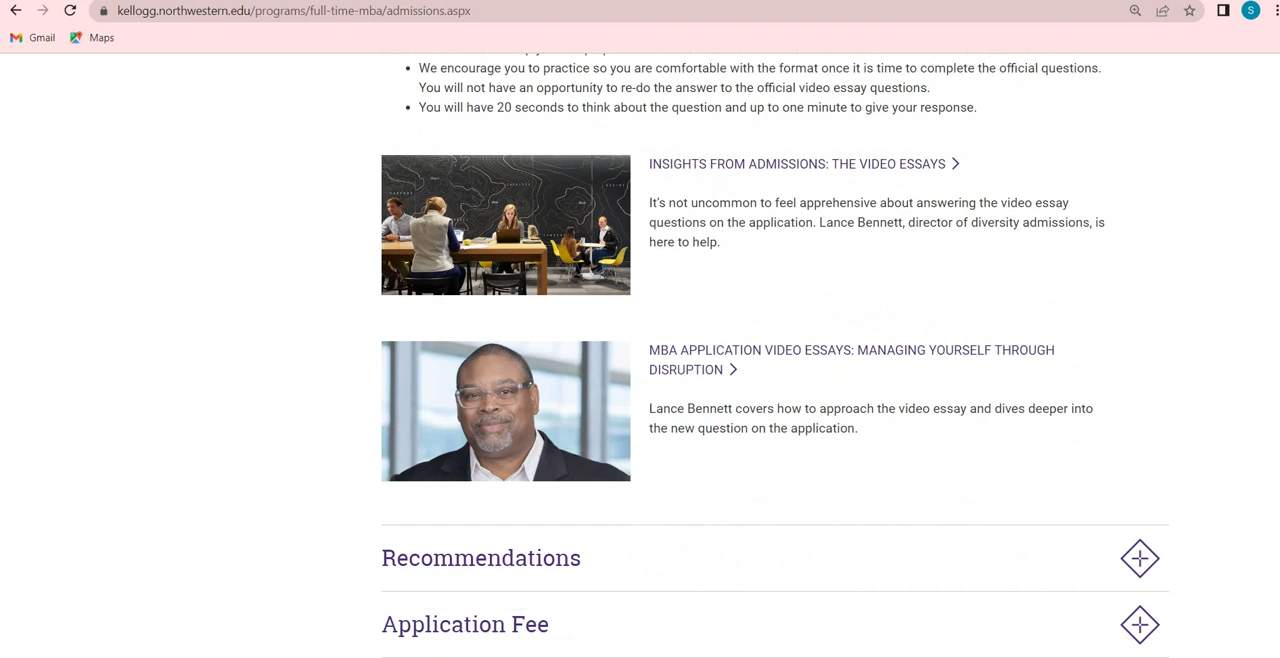 kellogg.northwestern.edu/programs/full-time-mba/admissions.aspx
S
Gmail
Maps
We encourage you to practice so you are comfortable with the format once it is time to complete the official questions.
You will not have an opportunity to re-do the answer to the official video essay questions.
You will have 20 seconds to think about the question and up to one minute to give your response.
INSIGHTS FROM ADMISSIONS: THE VIDEO ESSAYS
It's not uncommon to feel apprehensive about answering the video essay
questions on the application. Lance Bennett, director of diversity admissions, is
here to help.
MBA APPLICATION VIDEO ESSAYS: MANAGING YOURSELF THROUGH
DISRUPTION
Lance Bennett covers how to approach the video essay and dives deeper into
the new question on the application.
Recommendations
Application Fee